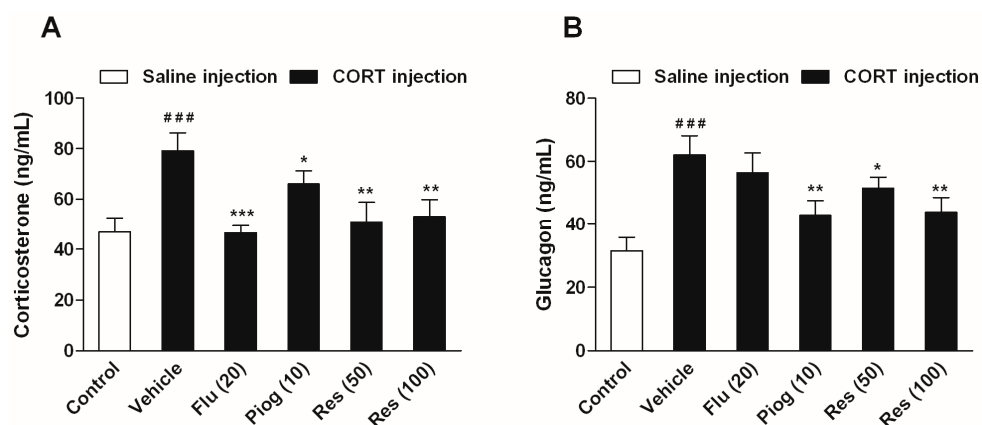 A
Saline injection CORT injection
Corticosterone (ng/mL)
100
80
60
40
20
0
###
***
*
**
**
Control Vehicle Flu (20) Piog (10) Res (50) Res (100)
B
Saline injection CORT injection
Glucagon (ng/mL)
80
60
40
20
0
###
**
*
**
Control Vehicle Flu (20) Piog (10) Res (50) Res (100)